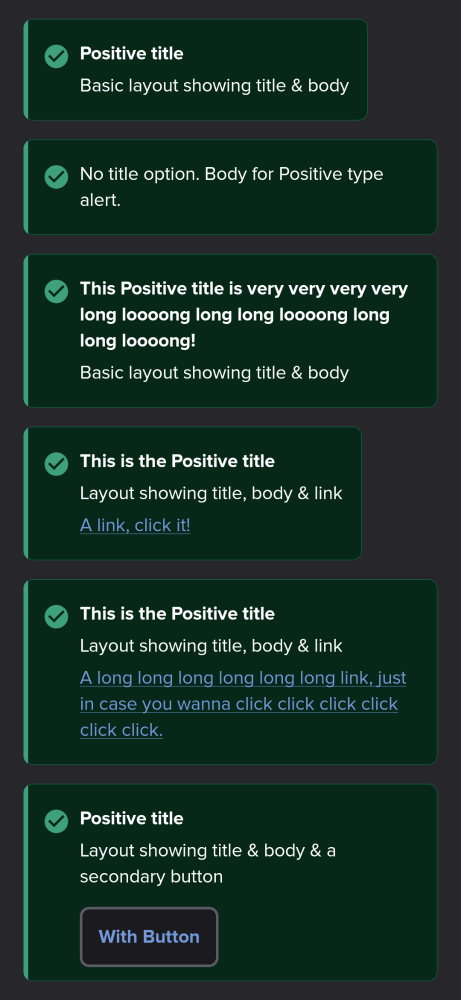 Positive title
Basic layout showing title & body
No title option. Body for Positive type
alert.
This Positive title is very very very very
long loooong long long loooong long
long loooong!
Basic layout showing title & body
This is the Positive title
Layout showing title, body & link
A link, click it!
This is the Positive title
Layout showing title, body & link
A long long long long long long link, just
in case you wanna click click click click
click click.
Positive title
Layout showing title & body & a
secondary button
With Button